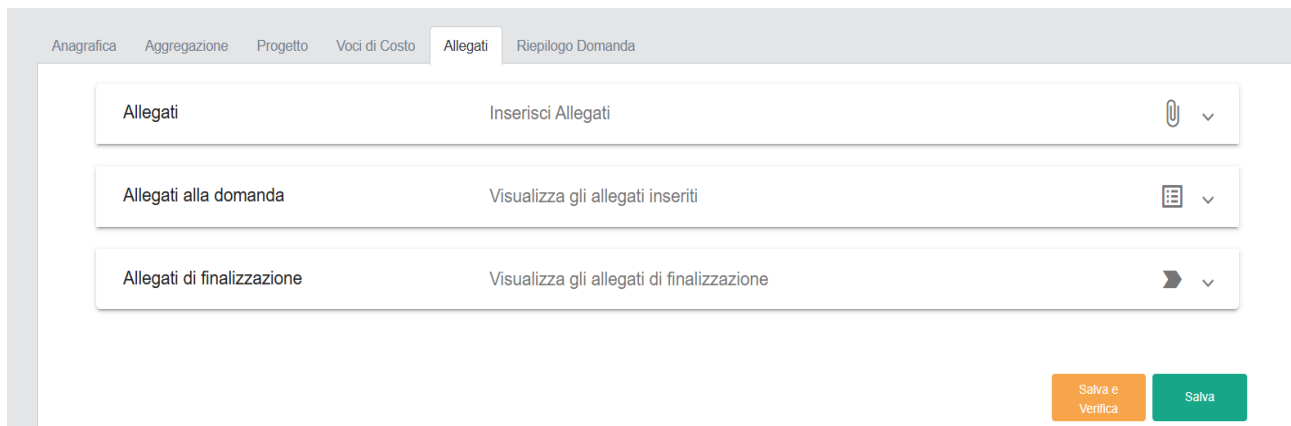 Anagrafica Aggregazione Progetto Voci di Costo Allegati Riepilogo Domanda
Allegati Inserisci Allegati
Allegati alla domanda Visualizza gli allegati inseriti
Allegati di finalizzazione Visualizza gli allegati di finalizzazione
Salva e
Verifica
Salva